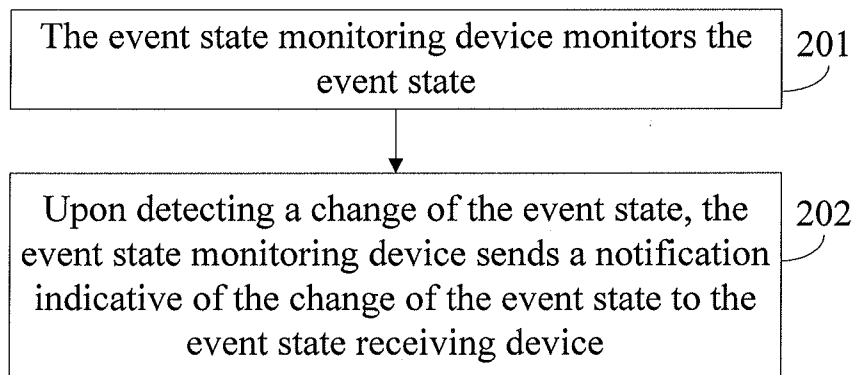 The event state monitoring device monitors the
event state
201
Upon detecting a change of the event state, the
event state monitoring device sends a notification
indicative of the change of the event state to the
event state receiving device
202